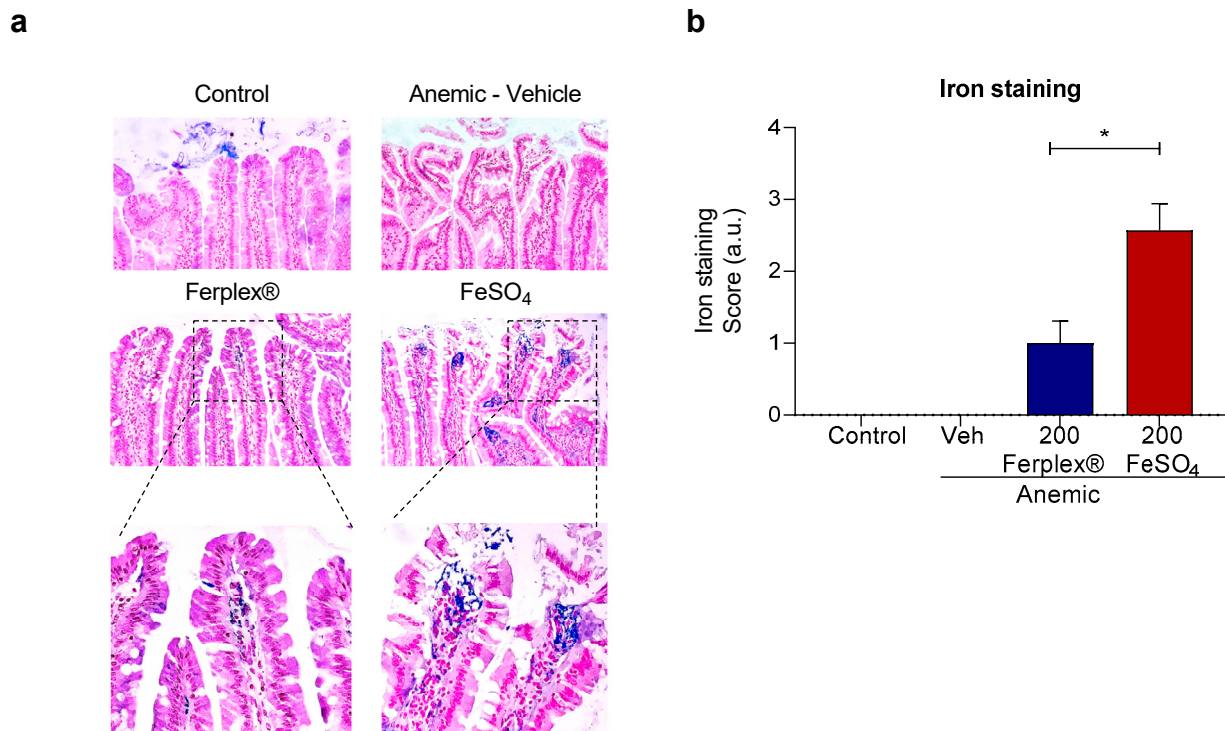 a
Control
Anemic - Vehicle
Ferplex®
FeSO4
b
Iron staining
Iron staining
Score (a.u.)
4
3
2
1
0
*
Control
Veh
200
Ferplex®
200
FeSO4
Anemic